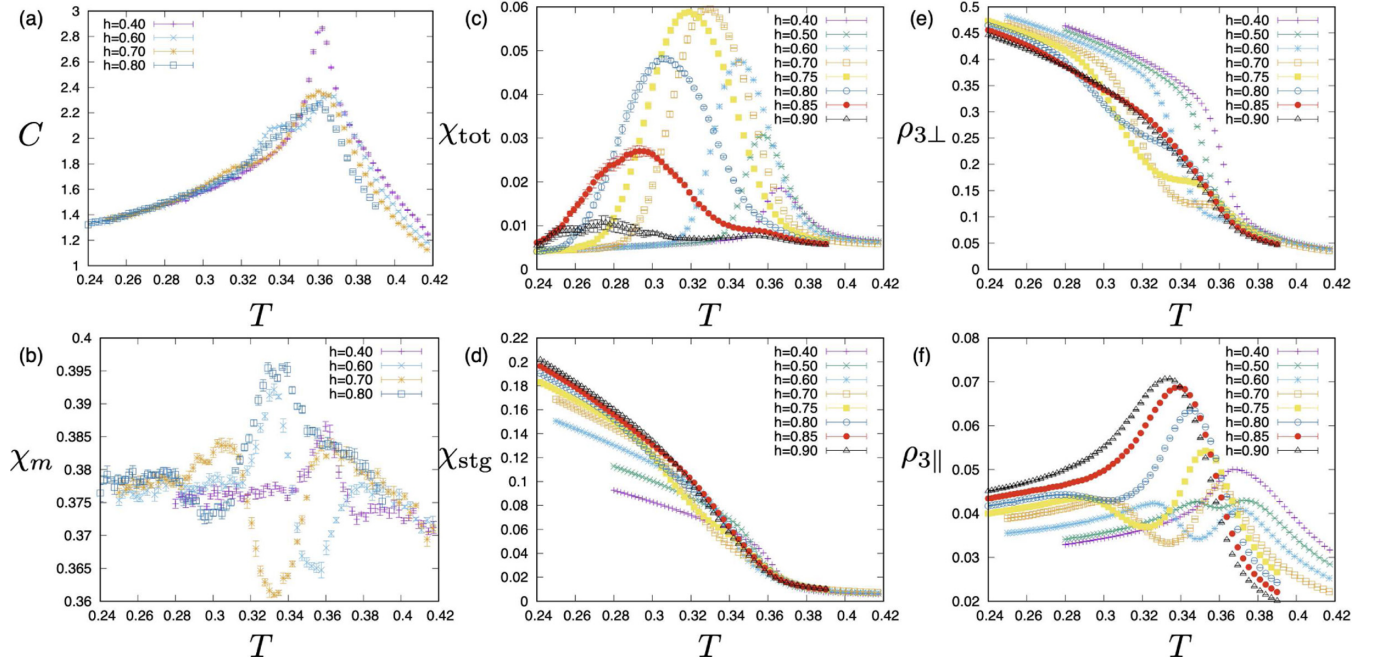 (a)
3
2.8
2.6
2.4
2.2
2
1.8
1.6
1.4
1.2
1
C
h=0.40
h=0.60
h=0.70
h=0.80
0.24 0.26 0.28 0.3 0.32 0.34 0.36 0.38 0.4 0.42
T
(c)
0.06
0.05
0.04
0.03
0.02
0.01
0
χtot
h=0.40
h=0.50
h=0.60
h=0.70
h=0.75
h=0.80
h=0.85
h=0.90
0.24 0.26 0.28 0.3 0.32 0.34 0.36 0.38 0.4 0.42
T
(e)
0.5
0.45
0.4
0.35
0.3
0.25
0.2
0.15
0.1
0.05
0
ρ3⊥
h=0.40
h=0.50
h=0.60
h=0.70
h=0.75
h=0.80
h=0.85
h=0.90
0.24 0.26 0.28 0.3 0.32 0.34 0.36 0.38 0.4 0.42
T
(b)
0.4
0.395
0.39
0.385
0.38
0.375
0.37
0.365
0.36
χm
h=0.40
h=0.60
h=0.70
h=0.80
0.24 0.26 0.28 0.3 0.32 0.34 0.36 0.38 0.4 0.42
T
(d)
0.22
0.2
0.18
0.16
0.14
0.12
0.1
0.08
0.06
0.04
0.02
0
χstg
h=0.40
h=0.50
h=0.60
h=0.70
h=0.75
h=0.80
h=0.85
h=0.90
0.24 0.26 0.28 0.3 0.32 0.34 0.36 0.38 0.4 0.42
T
(f)
0.08
0.07
0.06
0.05
0.04
0.03
0.02
ρ3∥
h=0.40
h=0.50
h=0.60
h=0.70
h=0.75
h=0.80
h=0.85
h=0.90
0.24 0.26 0.28 0.3 0.32 0.34 0.36 0.38 0.4 0.42
T